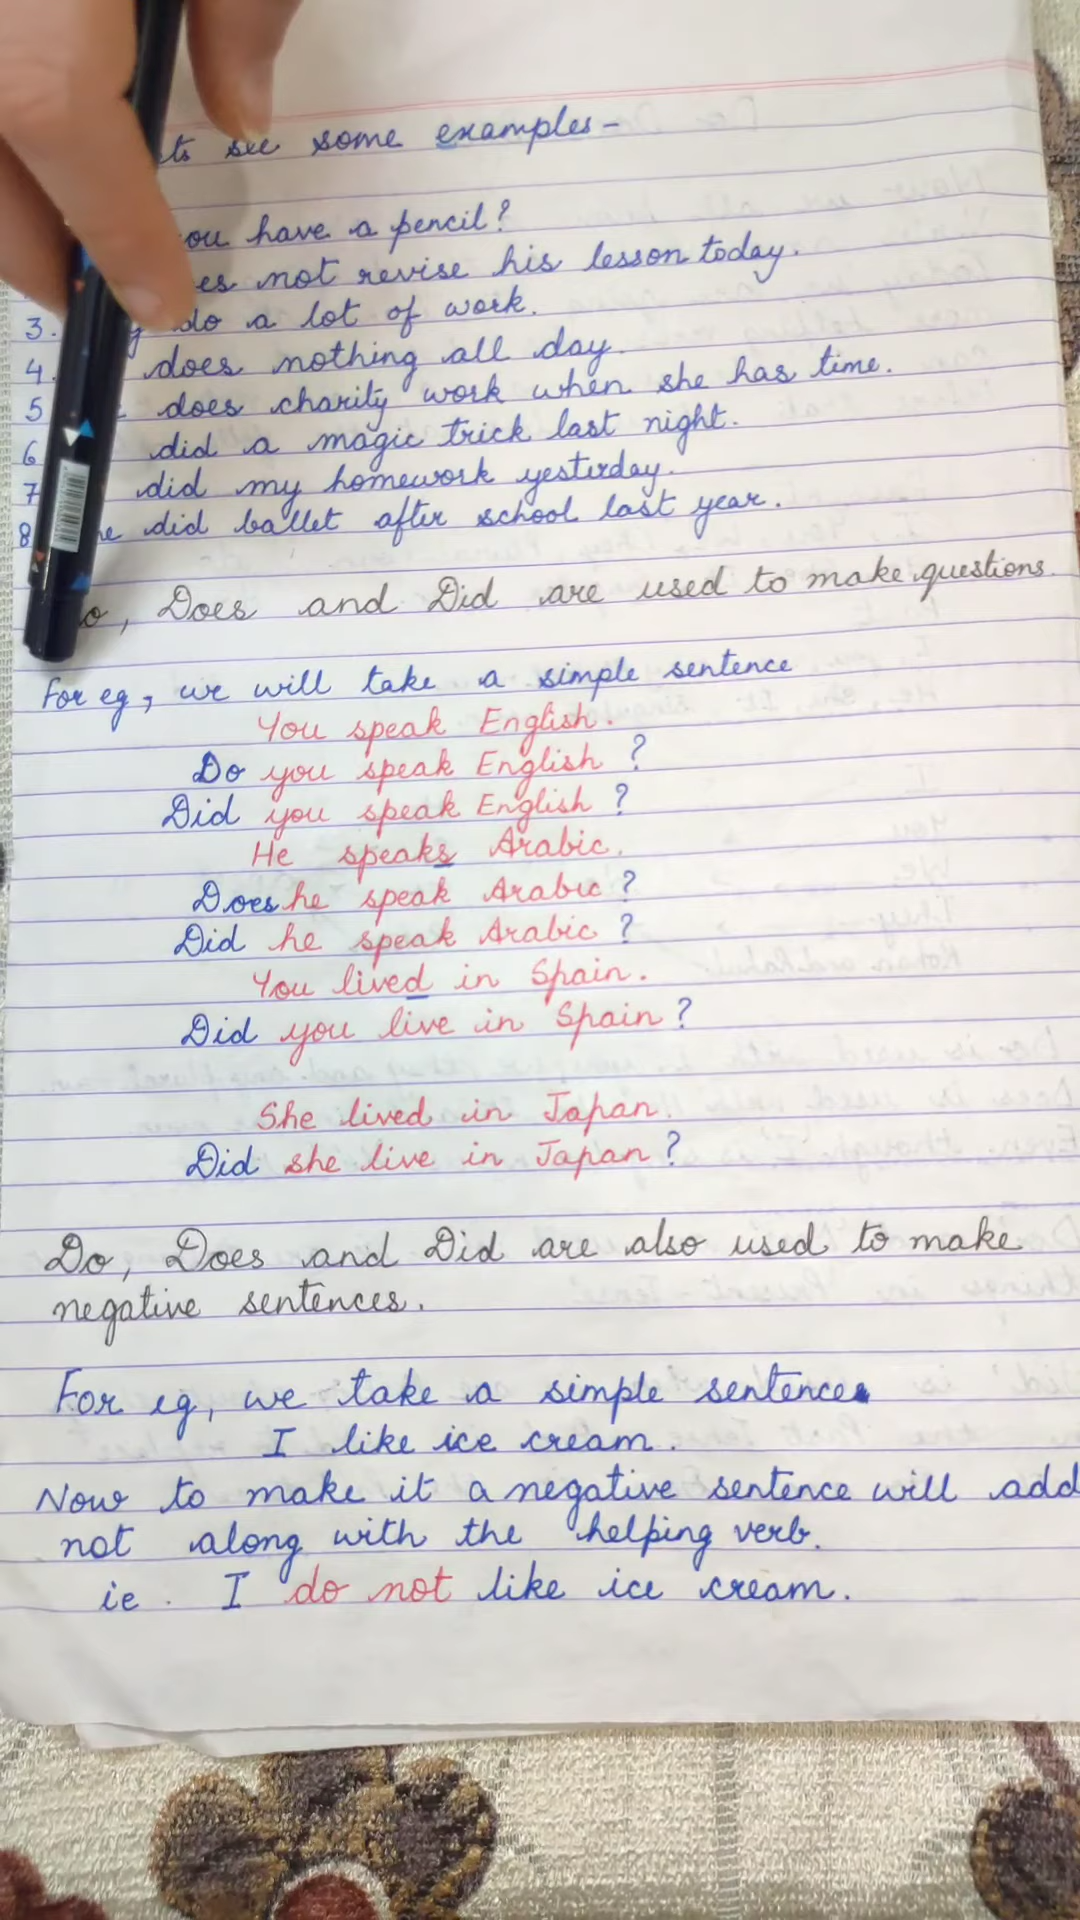 see some examples-
have a pencil?
not revise his lesson today.
3. do a lot of work.
4. does nothing all day.
5 does charity work when she has time.
6 did a magic trick last night.
7 did my homework yesterday.
8 did ballet after school last year.
, Does and Did are used to make questions.
For eg, we will take a simple sentence
You speak English.
Do you speak English ?
Did you speak English ?
He speaks Arabic.
Does he speak Arabic ?
Did he speak Arabic ?
You lived in Spain.
Did you live in Spain ?
She lived in Japan.
Did she live in Japan ?
Do, Does and Did are also used to make
negative sentences.
For eg, we take a simple sentence
I like ice cream.
Now to make it a negative sentence will add
not along with the helping verb.
ie. I do not like ice cream.